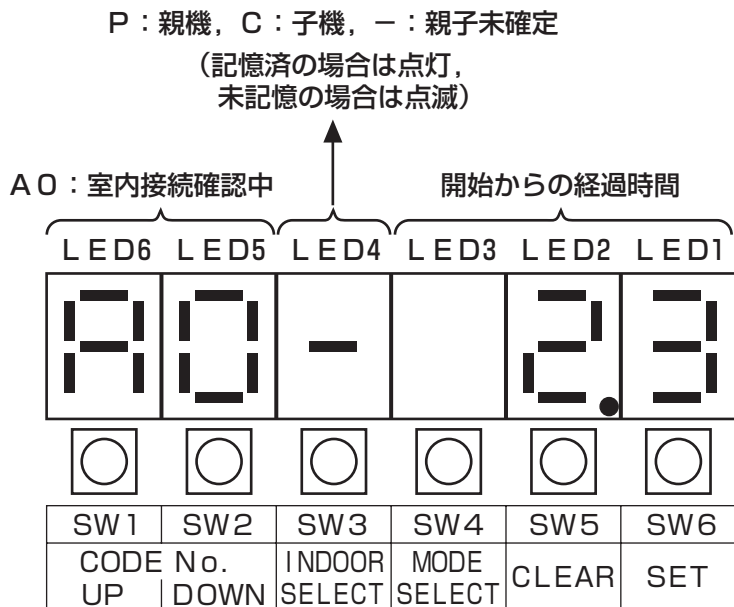 P：親機，C：子機，－：親子未確定
（記憶済の場合は点灯，
未記憶の場合は点滅）
A0：室内接続確認中
開始からの経過時間
LED6 LED5 LED4 LED3 LED2 LED1
A0- 2.3
SW1 SW2 SW3 SW4 SW5 SW6
CODE No. INDOOR MODE CLEAR SET
UP DOWN SELECT SELECT